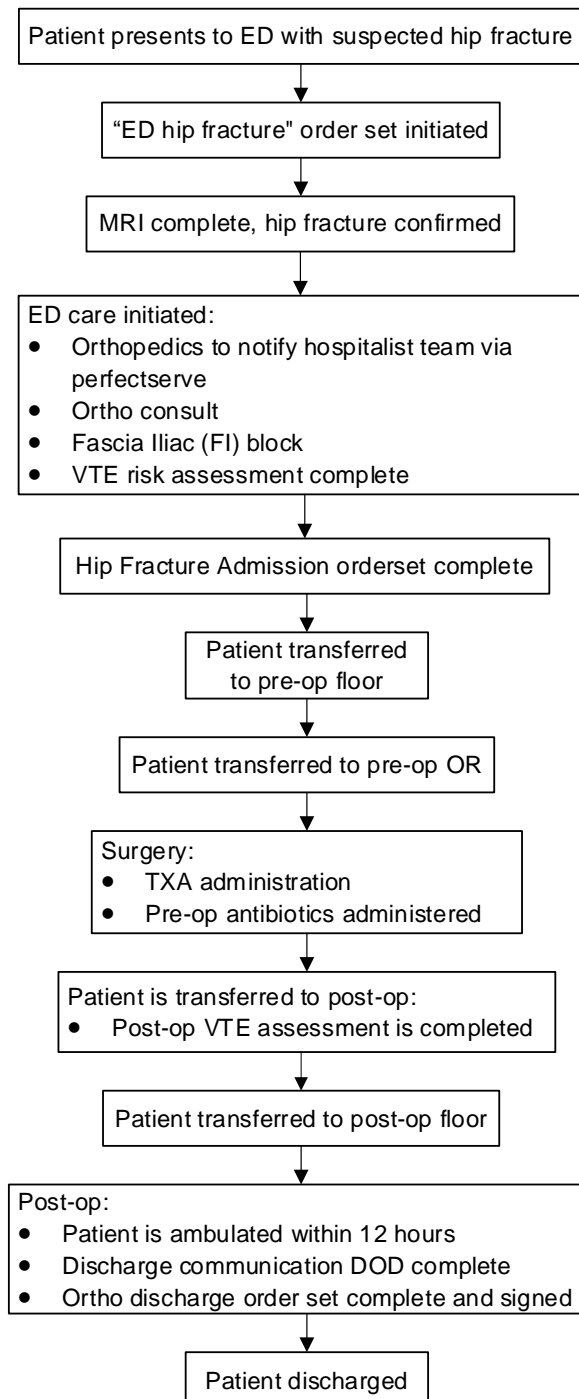 Patient presents to ED with suspected hip fracture
“ED hip fracture" order set initiated
MRI complete, hip fracture confirmed
ED care initiated:
● Orthopedics to notify hospitalist team via
perfectserve
● Ortho consult
● Fascia Iliac (FI) block
● VTE risk assessment complete
Hip Fracture Admission orderset complete
Patient transferred
to pre-op floor
Patient transferred to pre-op OR
Surgery:
● TXA administration
● Pre-op antibiotics administered
Patient is transferred to post-op:
● Post-op VTE assessment is completed
Patient transferred to post-op floor
Post-op:
● Patient is ambulated within 12 hours
● Discharge communication DOD complete
● Ortho discharge order set complete and signed
Patient discharged